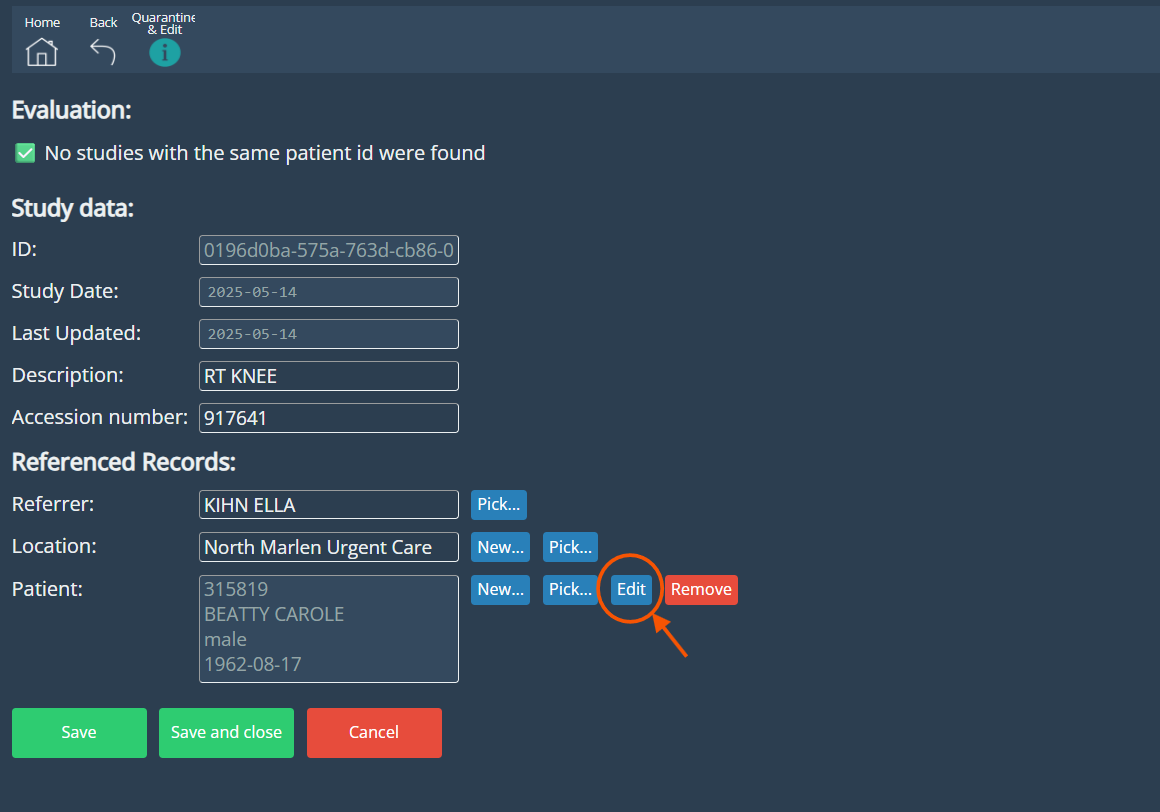 Home Back Quarantine
& Edit
Evaluation:
No studies with the same patient id were found
Study data:
ID: 0196d0ba-575a-763d-cb86-0
Study Date: 2025-05-14
Last Updated: 2025-05-14
Description: RT KNEE
Accession number: 917641
Referenced Records:
Referrer: KIHN ELLA Pick...
Location: North Marlen Urgent Care New... Pick...
Patient: 315819 New... Pick... Edit Remove
BEATTY CAROLE
male
1962-08-17
Save Save and close Cancel